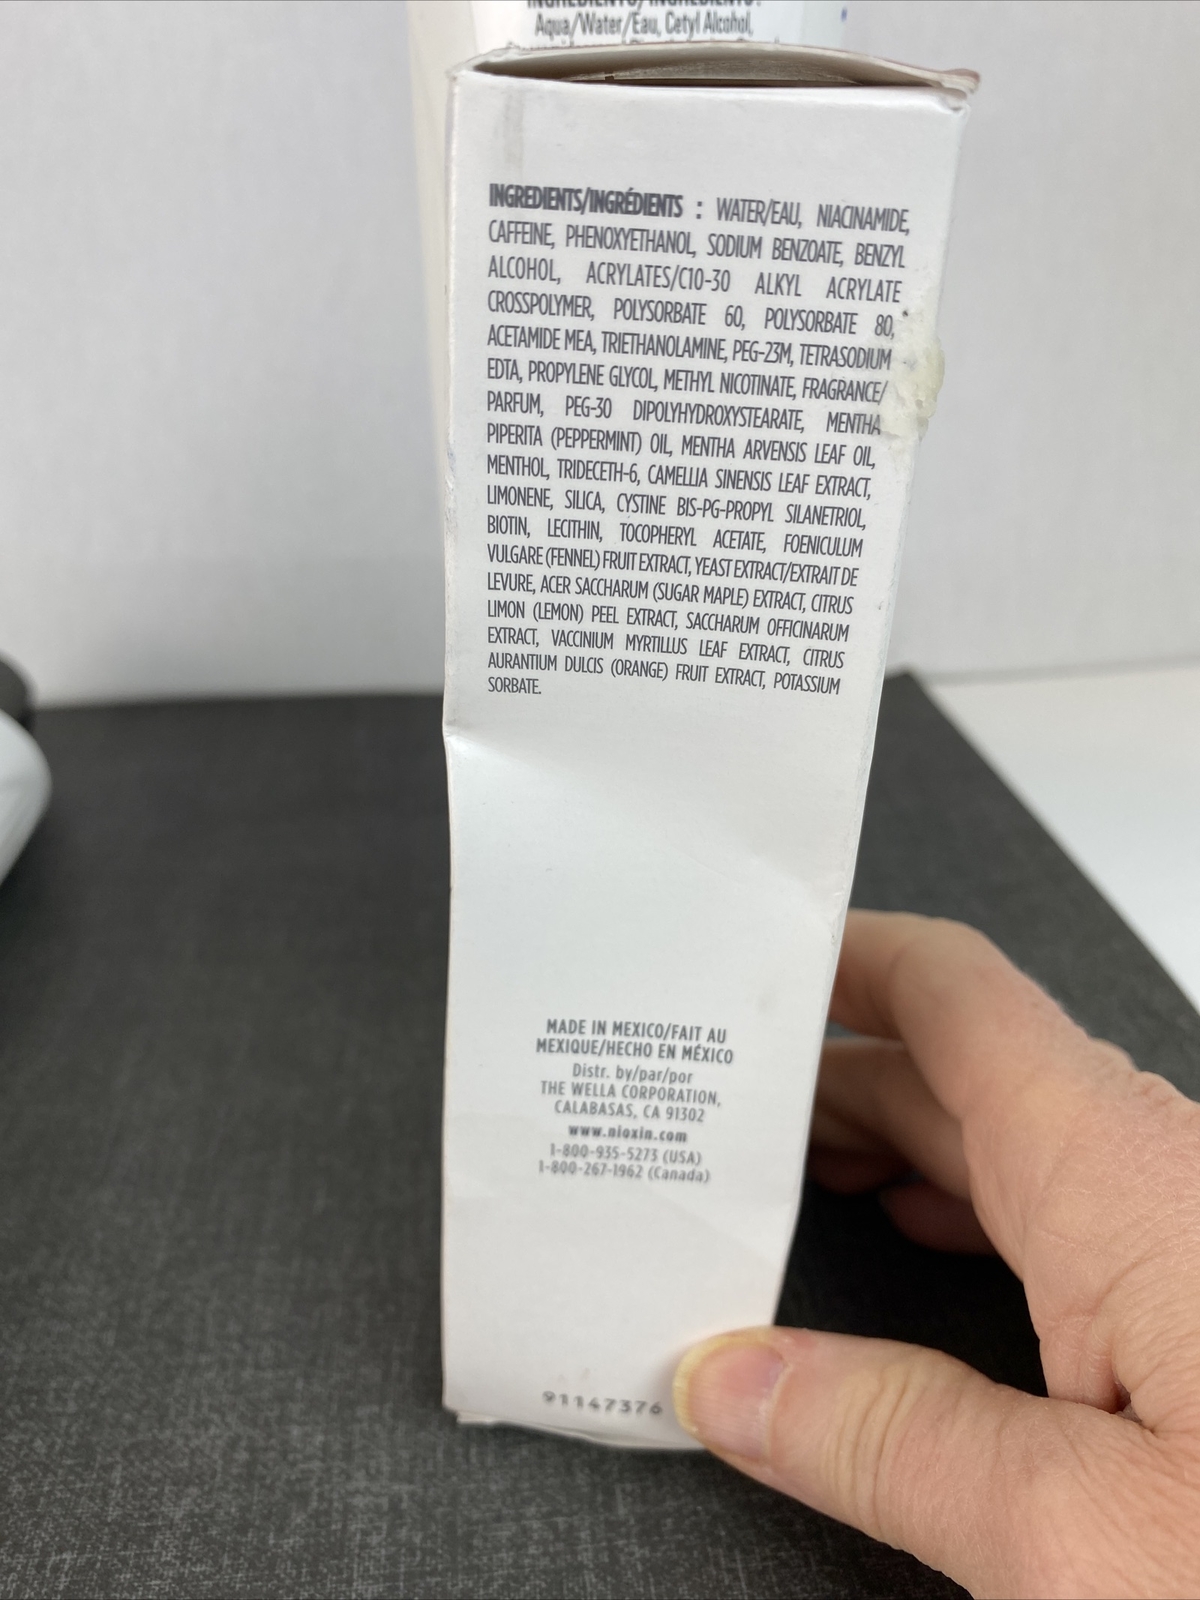 INGREDIENTS/INGRÉDIENTS:
Aqua/Water/Eau, Cetyl Alcohol,
INGREDIENTS/INGRÉDIENTS : WATER/EAU, NIACINAMIDE,
CAFFEINE, PHENOXYETHANOL, SODIUM BENZOATE, BENZYL
ALCOHOL, ACRYLATES/C10-30 ALKYL ACRYLATE
CROSSPOLYMER, POLYSORBATE 60, POLYSORBATE 80,
ACETAMIDE MEA, TRIETHANOLAMINE, PEG-23M, TETRASODIUM
EDTA, PROPYLENE GLYCOL, METHYL NICOTINATE, FRAGRANCE/
PARFUM, PEG-30 DIPOLYHYDROXYSTEARATE, MENTHA
PIPERITA (PEPPERMINT) OIL, MENTHA ARVENSIS LEAF OIL,
MENTHOL, TRIDECETH-6, CAMELLIA SINENSIS LEAF EXTRACT,
LIMONENE, SILICA, CYSTINE BIS-PG-PROPYL SILANETRIOL,
BIOTIN, LECITHIN, TOCOPHERYL ACETATE, FOENICULUM
VULGARE (FENNEL) FRUIT EXTRACT, YEAST EXTRACT/EXTRAIT DE
LEVURE, ACER SACCHARUM (SUGAR MAPLE) EXTRACT, CITRUS
LIMON (LEMON) PEEL EXTRACT, SACCHARUM OFFICINARUM
EXTRACT, VACCINIUM MYRTILLUS LEAF EXTRACT, CITRUS
AURANTIUM DULCIS (ORANGE) FRUIT EXTRACT, POTASSIUM
SORBATE.
MADE IN MEXICO/FAIT AU
MEXIQUE/HECHO EN MÉXICO
Distr. by/par/por
THE WELLA CORPORATION,
CALABASAS, CA 91302
www.nioxin.com
1-800-935-5273 (USA)
1-800-267-1962 (Canada)
91147376